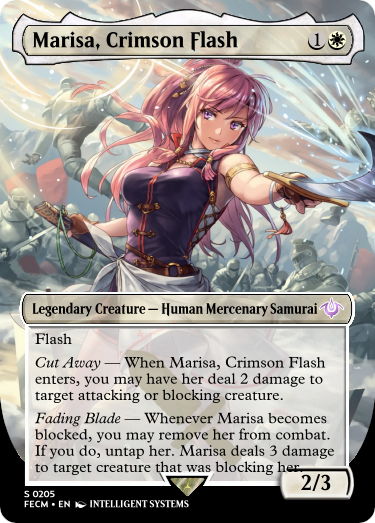 Marisa, Crimson Flash 1
Legendary Creature — Human Mercenary Samurai
Flash
Cut Away — When Marisa, Crimson Flash
enters, you may have her deal 2 damage to
target attacking or blocking creature.
Fading Blade — Whenever Marisa becomes
blocked, you may remove her from combat.
If you do, untap her. Marisa deals 3 damage
to target creature that was blocking her.
2/3
S 0205
FECM • EN INTELLIGENT SYSTEMS